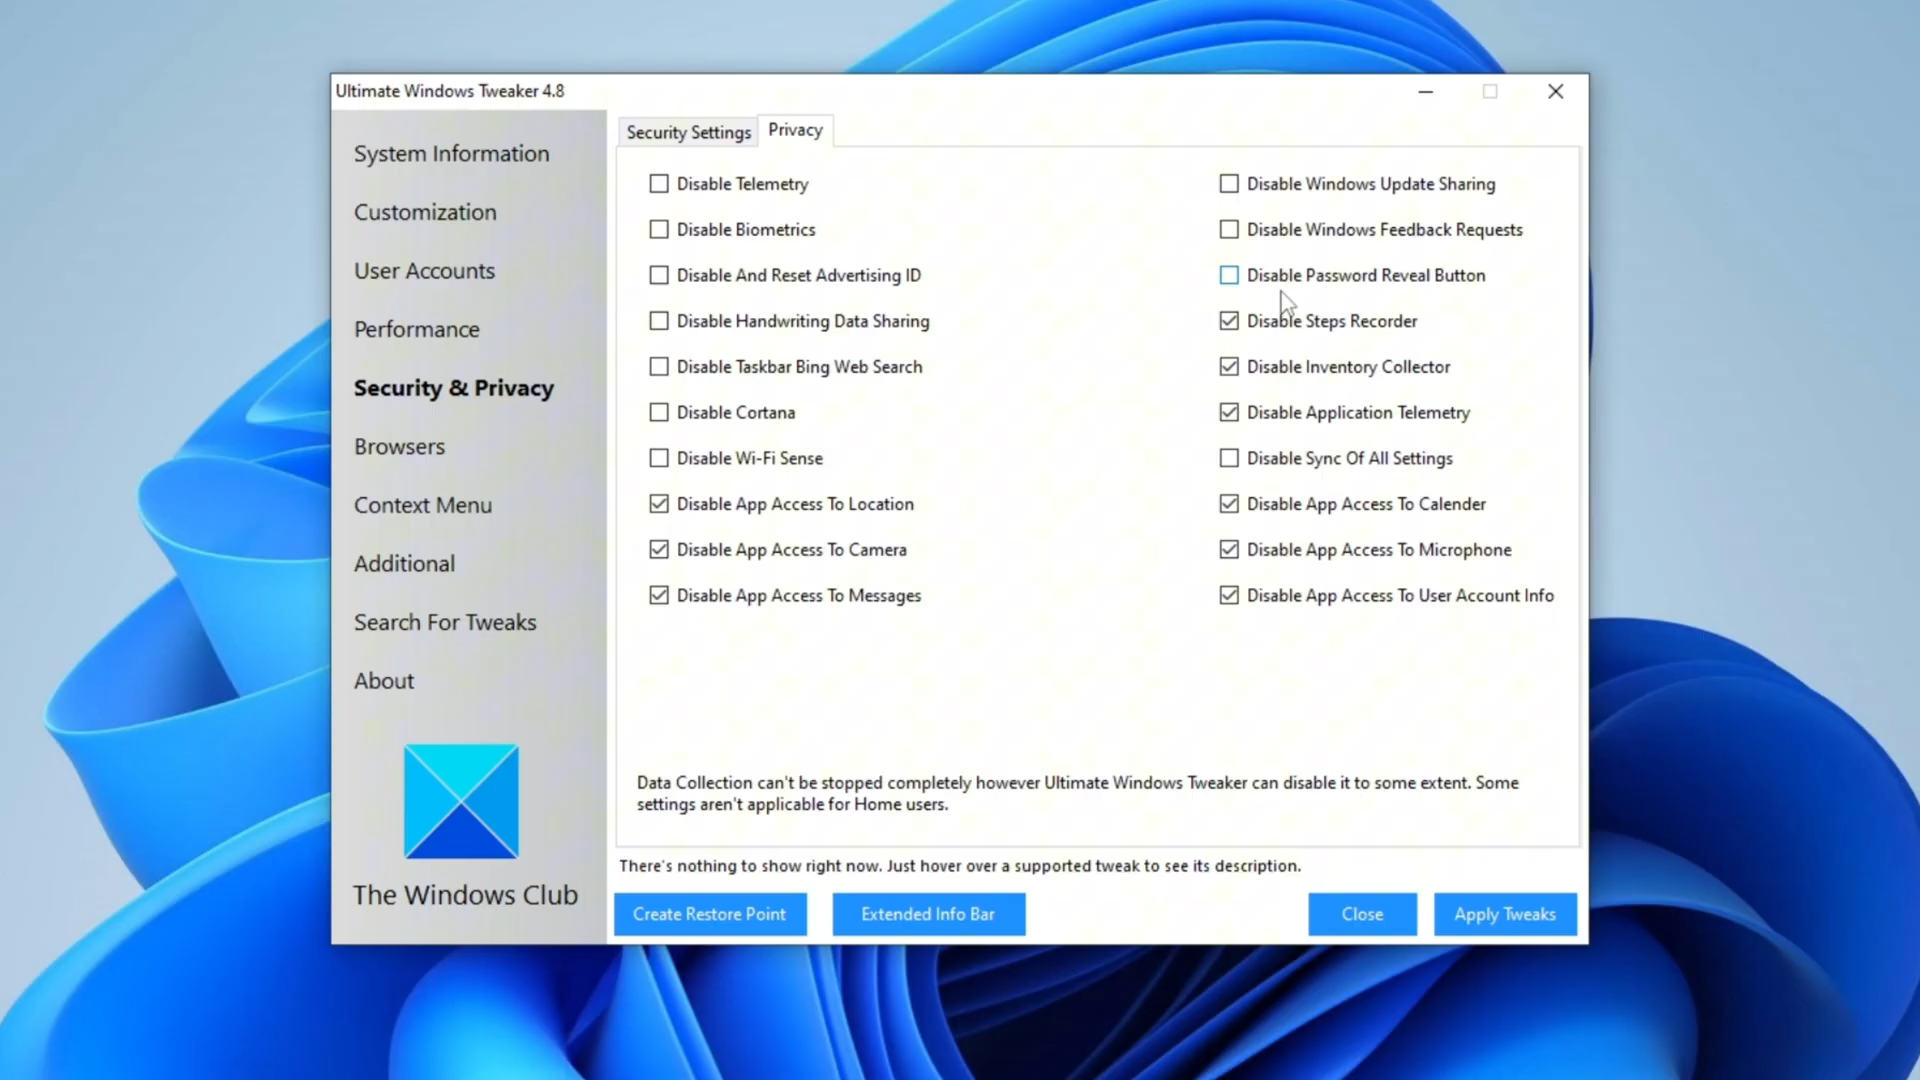 Ultimate Windows Tweaker 4.8
System Information
Customization
User Accounts
Performance
Security & Privacy
Browsers
Context Menu
Additional
Search For Tweaks
About
The Windows Club
Security Settings
Privacy
Disable Telemetry
Disable Biometrics
Disable And Reset Advertising ID
Disable Handwriting Data Sharing
Disable Taskbar Bing Web Search
Disable Cortana
Disable Wi-Fi Sense
Disable App Access To Location
Disable App Access To Camera
Disable App Access To Messages
Disable Windows Update Sharing
Disable Windows Feedback Requests
Disable Password Reveal Button
Disable Steps Recorder
Disable Inventory Collector
Disable Application Telemetry
Disable Sync Of All Settings
Disable App Access To Calender
Disable App Access To Microphone
Disable App Access To User Account Info
Data Collection can't be stopped completely however Ultimate Windows Tweaker can disable it to some extent. Some
settings aren't applicable for Home users.
There's nothing to show right now. Just hover over a supported tweak to see its description.
Create Restore Point
Extended Info Bar
Close
Apply Tweaks